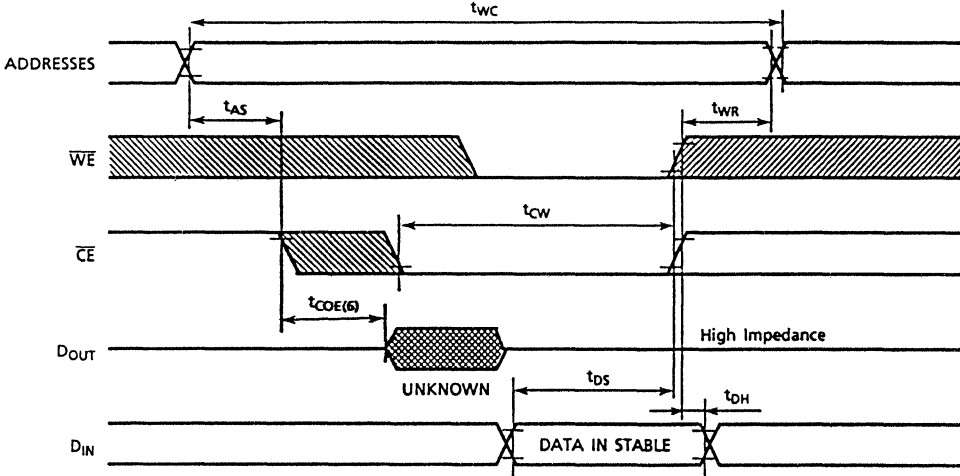 tWC
ADDRESSES
tAS
tWR
WE
tCW
CE
tCOE(6)
High Impedance
DOUT
UNKNOWN
tDS
tDH
DIN
DATA IN STABLE